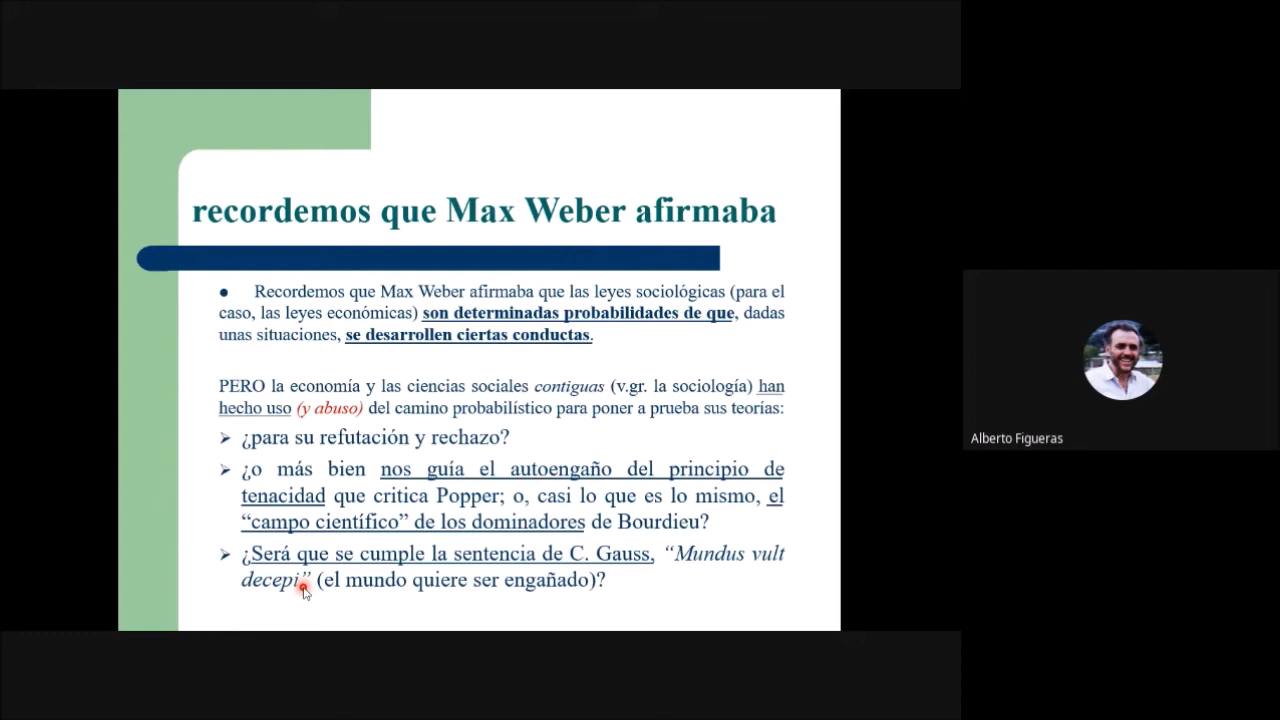 recordemos que Max Weber afirmaba
● Recordemos que Max Weber afirmaba que las leyes sociológicas (para el
caso, las leyes económicas) son determinadas probabilidades de que, dadas
unas situaciones, se desarrollen ciertas conductas.
PERO la economía y las ciencias sociales contiguas (v.gr. la sociología) han
hecho uso (y abuso) del camino probabilístico para poner a prueba sus teorías:
➢ ¿para su refutación y rechazo?
➢ ¿o más bien nos guía el autoengaño del principio de
tenacidad que critica Popper; o, casi lo que es lo mismo, el
“campo científico” de los dominadores de Bourdieu?
➢ ¿Será que se cumple la sentencia de C. Gauss, “Mundus vult
decepi” (el mundo quiere ser engañado)?
Alberto Figueras